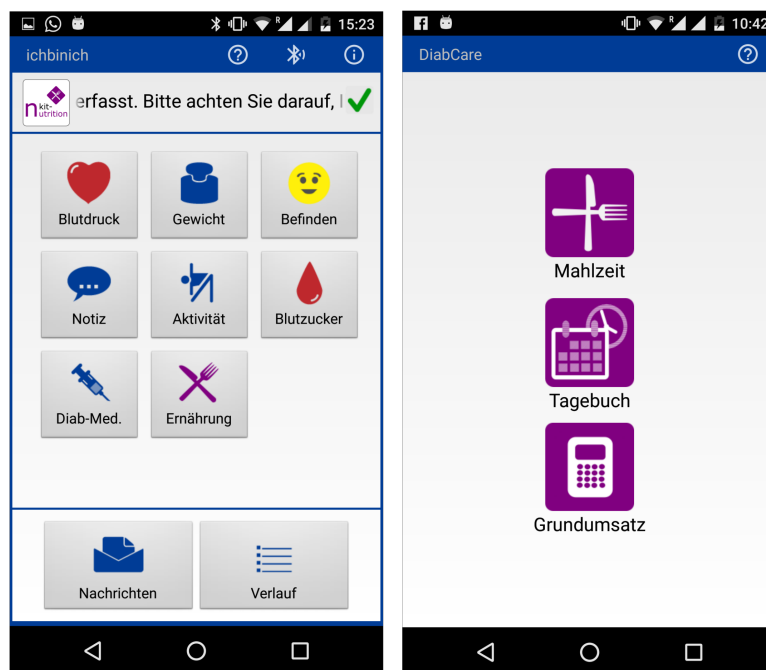 R 15:23
ichbinich
n kit-
utrition
erfasst. Bitte achten Sie darauf,
Blutdruck
Gewicht
Befinden
Notiz
Aktivität
Blutzucker
Diab-Med.
Ernährung
Nachrichten
Verlauf
R 10:42
DiabCare
Mahlzeit
Tagebuch
Grundumsatz